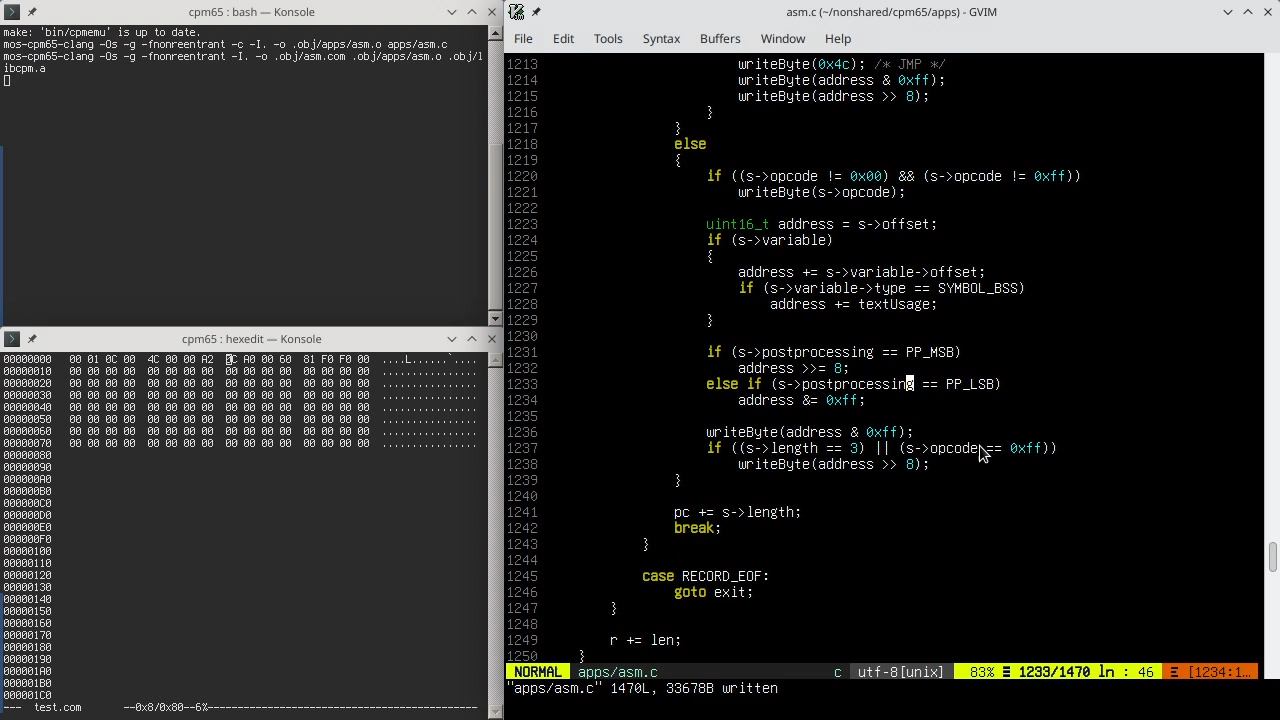 cpm65 : bash — Konsole
make: 'bin/cpmemu' is up to date.
mos-cpm65-clang -Os -g -fnonreentrant -c -I. -o .obj/apps/asm.o apps/asm.c
mos-cpm65-clang -Os -g -fnonreentrant -I. -o .obj/asm.com .obj/apps/asm.o .obj/l
ibcpm.a
cpm65 : hexedit — Konsole
00000000 00 01 0C 00 4C 00 00 A2 0C A0 00 60 81 F0 F0 00 ....L......`....
00000010 00 00 00 00 00 00 00 00 00 00 00 00 00 00 00 00 ................
00000020 00 00 00 00 00 00 00 00 00 00 00 00 00 00 00 00 ................
00000030 00 00 00 00 00 00 00 00 00 00 00 00 00 00 00 00 ................
00000040 00 00 00 00 00 00 00 00 00 00 00 00 00 00 00 00 ................
00000050 00 00 00 00 00 00 00 00 00 00 00 00 00 00 00 00 ................
00000060 00 00 00 00 00 00 00 00 00 00 00 00 00 00 00 00 ................
00000070 00 00 00 00 00 00 00 00 00 00 00 00 00 00 00 00 ................
00000080
00000090
000000A0
000000B0
000000C0
000000D0
000000E0
000000F0
00000100
00000110
00000120
00000130
00000140
00000150
00000160
00000170
00000180
00000190
000001A0
000001B0
000001C0
--- test.com --0x8/0x80--6%-----------------------------------------------
asm.c (~/nonshared/cpm65/apps) - GVIM
File Edit Tools Syntax Buffers Window Help
1213 writeByte(0x4c); /* JMP */
1214 writeByte(address & 0xff);
1215 writeByte(address >> 8);
1216 }
1217 }
1218 else
1219 {
1220 if ((s->opcode != 0x00) && (s->opcode != 0xff))
1221 writeByte(s->opcode);
1222
1223 uint16_t address = s->offset;
1224 if (s->variable)
1225 {
1226 address += s->variable->offset;
1227 if (s->variable->type == SYMBOL_BSS)
1228 address += textUsage;
1229 }
1230
1231 if (s->postprocessing == PP_MSB)
1232 address >>= 8;
1233 else if (s->postprocessing == PP_LSB)
1234 address &= 0xff;
1235
1236 writeByte(address & 0xff);
1237 if ((s->length == 3) || (s->opcode == 0xff))
1238 writeByte(address >> 8);
1239 }
1240
1241 pc += s->length;
1242 break;
1243 }
1244
1245 case RECORD_EOF:
1246 goto exit;
1247 }
1248
1249 r += len;
1250 }
NORMAL apps/asm.c c utf-8[unix] 83% ☰ 1233/1470 ln : 46 Ξ [1234:1…
"apps/asm.c" 1470L, 33678B written